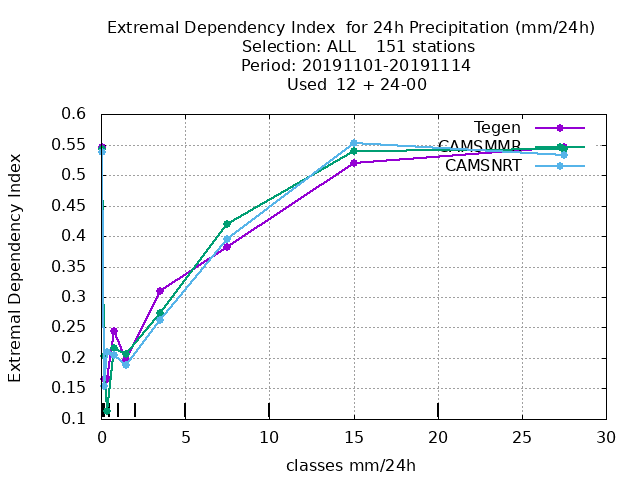 Extremal Dependency Index for 24h Precipitation (mm/24h)
Selection: ALL 151 stations
Period: 20191101-20191114
Used 12 + 24-00
Extremal Dependency Index
0.6
0.55
0.5
0.45
0.4
0.35
0.3
0.25
0.2
0.15
0.1
Tegen
CAMSMMR
CAMSNRT
0 5 10 15 20 25 30
classes mm/24h